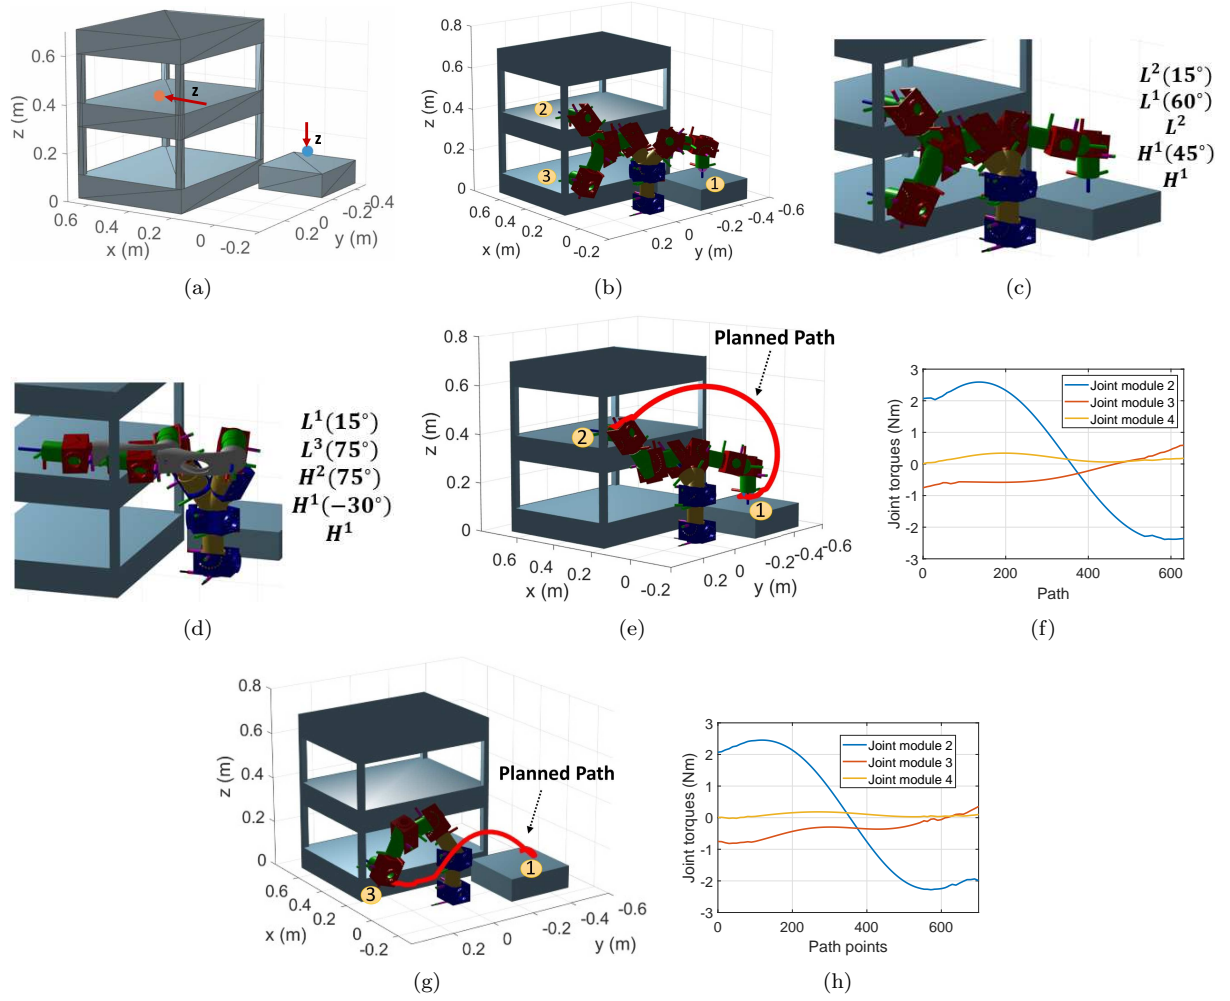 0.6
0.4
0.2
0
z (m)
z
z
0.6
0.4
0.2
0
-0.2
x (m)
0.2
0
-0.2
-0.4
y (m)
(a)
0.8
0.6
0.4
0.2
0
z (m)
2
3
1
0.6
0.4
0.2
0
-0.2
x (m)
0.2
0
-0.2
-0.4
-0.6
y (m)
(b)
L²(15°)
L¹(60°)
L²
H¹(45°)
H¹
(c)
L¹(15°)
L³(75°)
H²(75°)
H¹(−30°)
H¹
(d)
0.8
0.6
0.4
0.2
0
z (m)
Planned Path
2
1
0.6
0.4
0.2
0
-0.2
x (m)
0.2
0
-0.2
-0.4
-0.6
y (m)
(e)
3
2
1
0
-1
-2
-3
Joint torques (Nm)
Joint module 2
Joint module 3
Joint module 4
0 200 400 600
Path
(f)
0.8
0.6
0.4
0.2
0
z (m)
Planned Path
1
3
0.6
0.4
0.2
0
-0.2
x (m)
0.2
0
-0.2
-0.4
-0.6
y (m)
(g)
3
2
1
0
-1
-2
-3
Joint torques (Nm)
Joint module 2
Joint module 3
Joint module 4
0 200 400 600
Path points
(h)